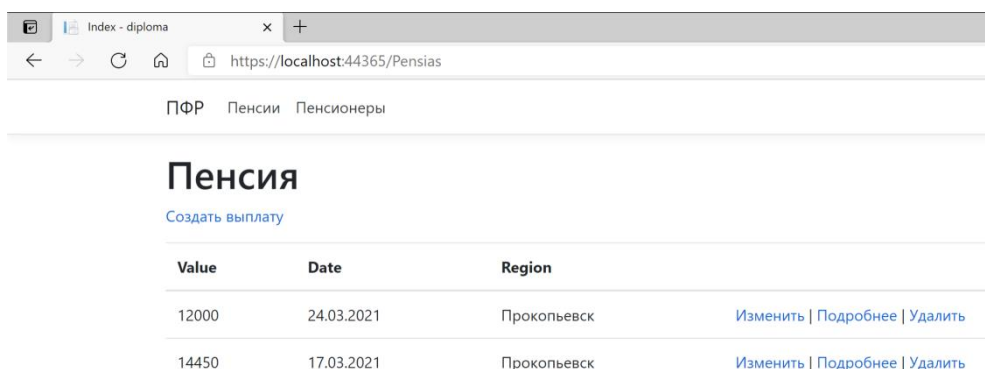 Index - diploma
https://localhost:44365/Pensias
ПФР Пенсии Пенсионеры
Пенсия
Создать выплату
Value Date Region
12000 24.03.2021 Прокопьевск Изменить | Подробнее | Удалить
14450 17.03.2021 Прокопьевск Изменить | Подробнее | Удалить